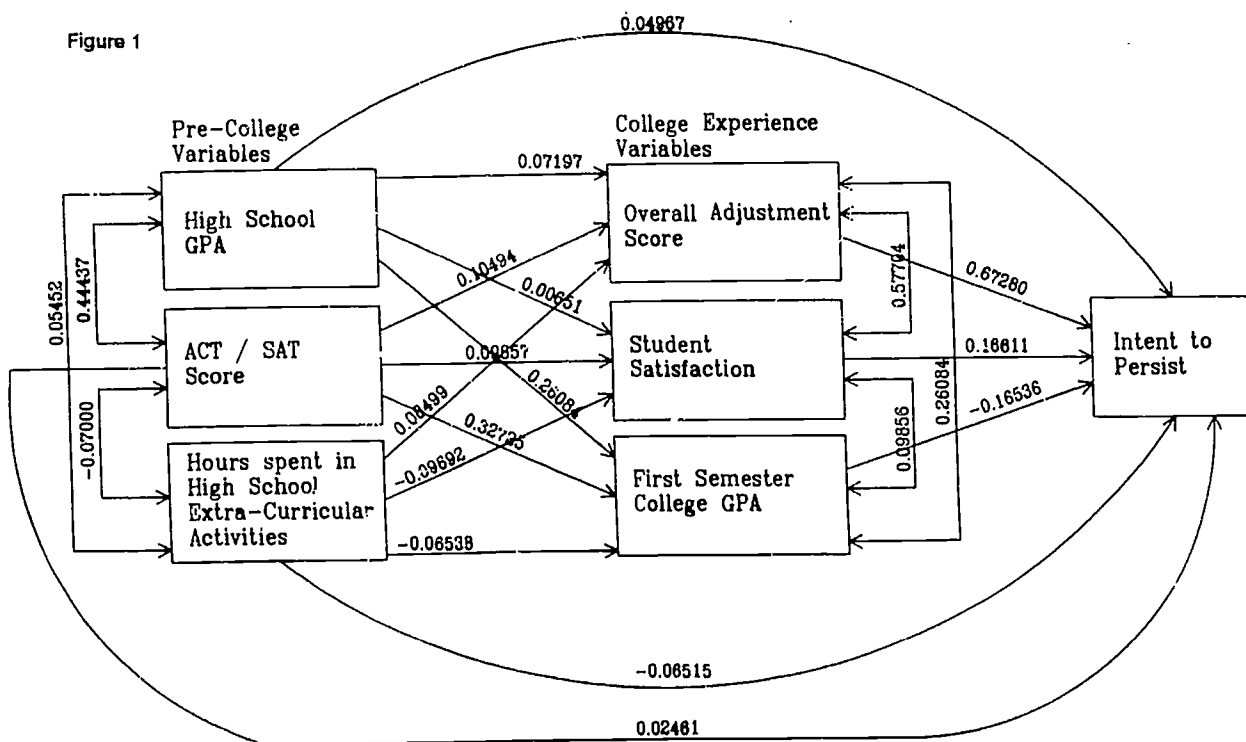 0.04967
Figure 1
Pre-College
Variables
College Experience
Variables
0.07197
High School
GPA
Overall Adjustment
Score
0.10494
0.00651
0.67280
0.57794
0.05452
0.44437
ACT / SAT
Score
0.09857
Student
Satisfaction
0.16611
Intent to
Persist
0.26084
0.08499
0.26084
-0.07000
-0.09692
-0.16536
0.09856
Hours spent in
High School
Extra-Curricular
Activities
First Semester
College GPA
-0.06538
-0.06515
0.02461